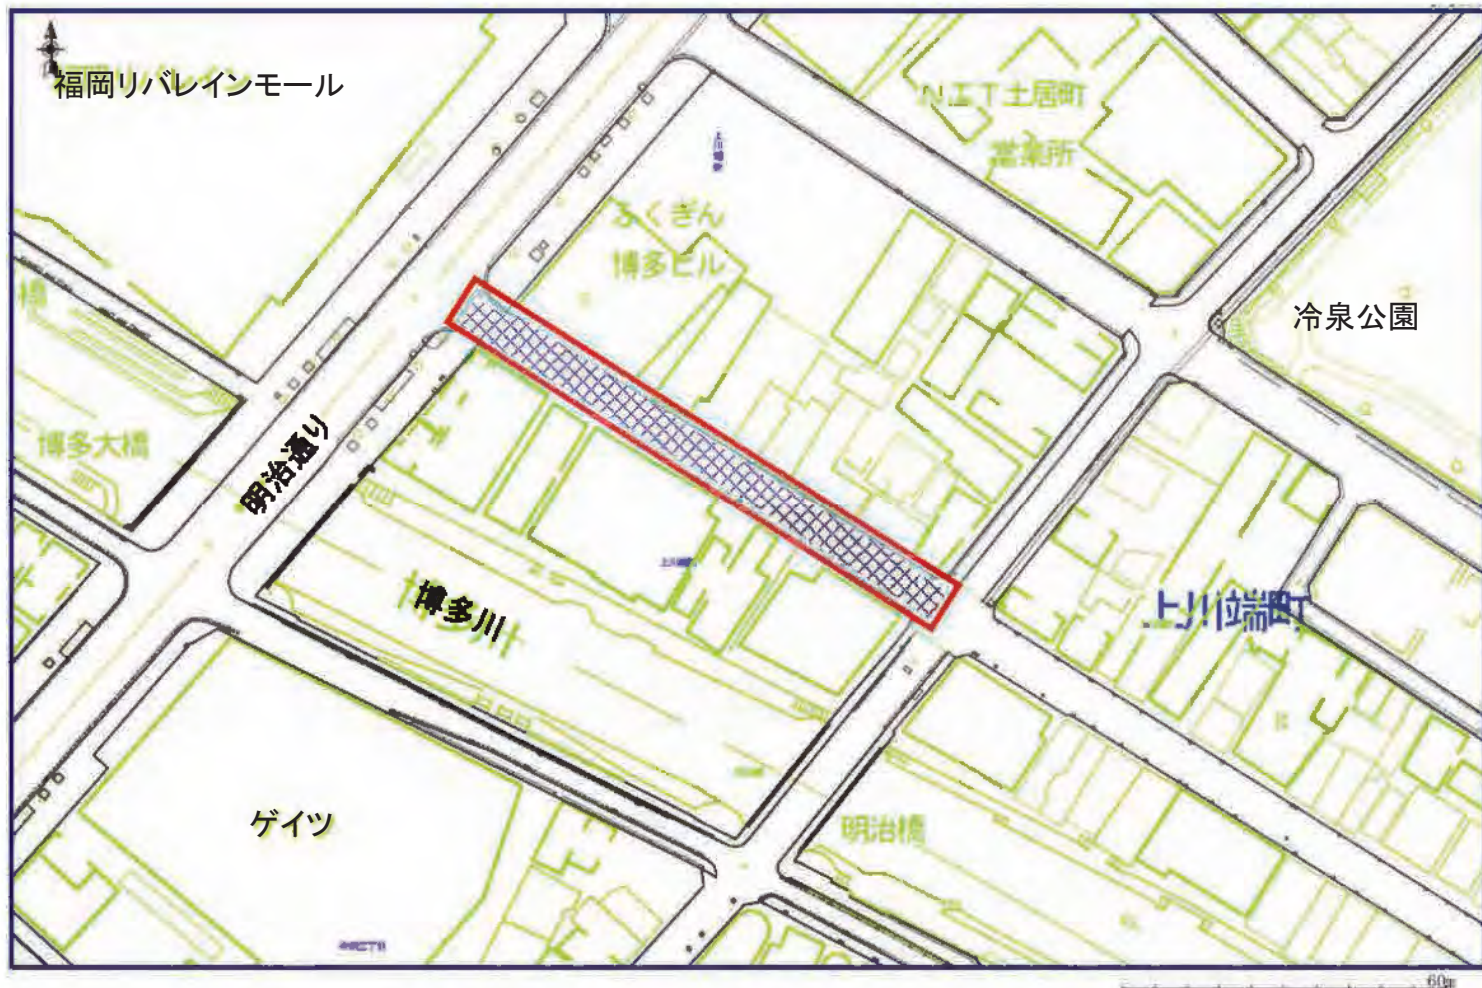 福岡リバレインモール
NTT土居町
営業所
ふくぎん
博多ビル
橋
冷泉公園
博多大橋
明治通り
博多川
上川端町
ゲイツ
明治橋
60m